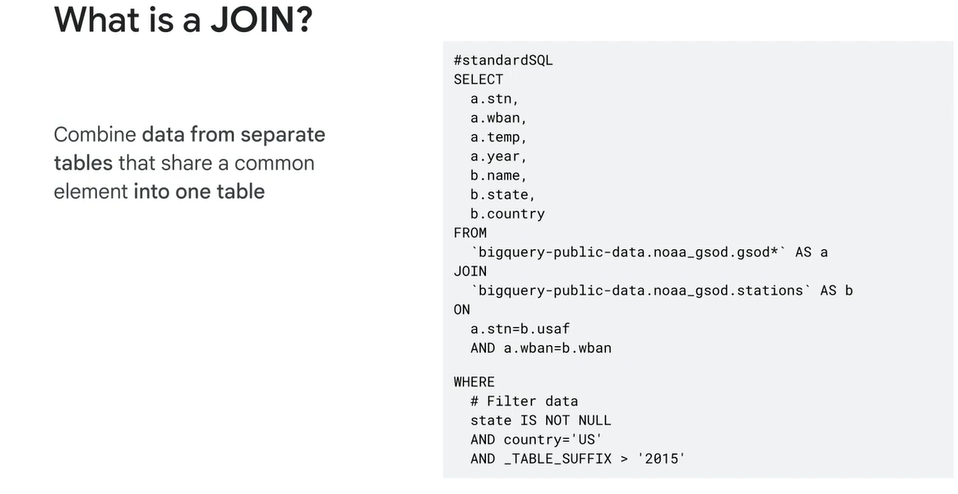 What is a JOIN?
Combine data from separate
tables that share a common
element into one table
#standardSQL
SELECT
  a.stn,
  a.wban,
  a.temp,
  a.year,
  b.name,
  b.state,
  b.country
FROM
  `bigquery-public-data.noaa_gsod.gsod*` AS a
JOIN
  `bigquery-public-data.noaa_gsod.stations` AS b
ON
  a.stn=b.usaf
  AND a.wban=b.wban
WHERE
  # Filter data
  state IS NOT NULL
  AND country='US'
  AND _TABLE_SUFFIX > '2015'